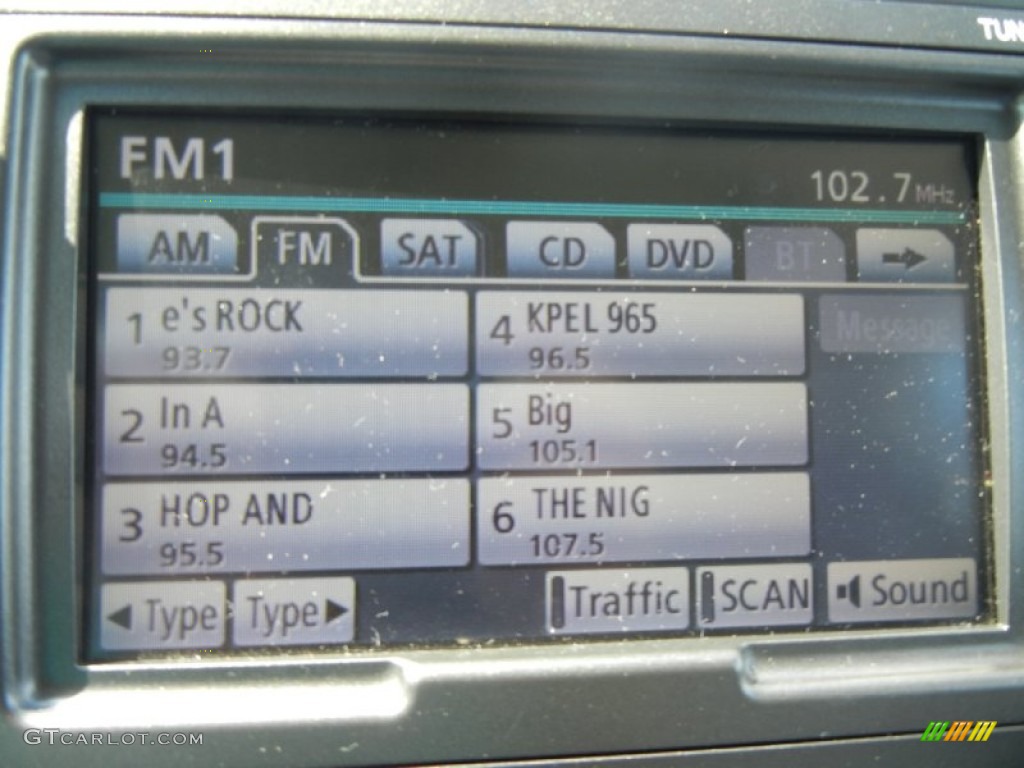 TUN
FM1
102.7 MHz
AM FM SAT CD DVD BT
1 e's ROCK
93.7
4 KPEL 965
96.5
Message
2 In A
94.5
5 Big
105.1
3 HOP AND
95.5
6 THE NIG
107.5
Type Type Traffic SCAN Sound
GTCARLOT.COM